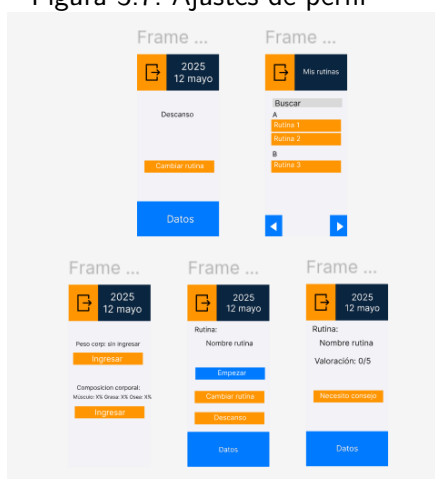 Figura 3.7: Ajustes de perfil
Frame ...
2025
12 mayo
Descanso
Cambiar rutina
Datos
Frame ...
Mis rutinas
Buscar
A
Rutina 1
Rutina 2
B
Rutina 3
Frame ...
2025
12 mayo
Peso corp: sin ingresar
Ingresar
Composicion corporal:
Músculo: X% Grasa: X% Oseo: X%
Ingresar
Frame ...
2025
12 mayo
Rutina:
Nombre rutina
Empezar
Cambiar rutina
Descanso
Datos
Frame ...
2025
12 mayo
Rutina:
Nombre rutina
Valoración: 0/5
Necesito consejo
Datos